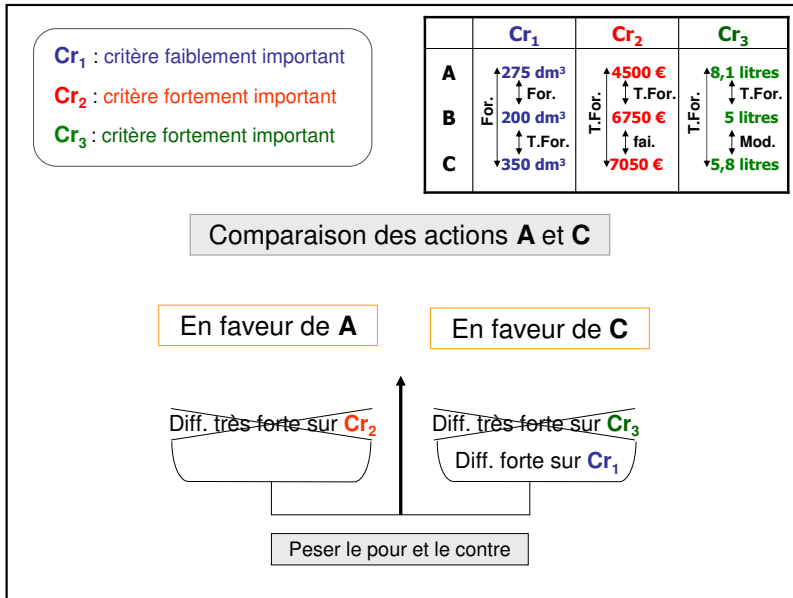 Cr1 : critère faiblement important
Cr2 : critère fortement important
Cr3 : critère fortement important
Cr1 Cr2 Cr3
A 275 dm³ 4500 € 8,1 litres
For. For. T.For. T.For. T.For. T.For.
B 200 dm³ 6750 € 5 litres
T.For. fai. Mod.
C 350 dm³ 7050 € 5,8 litres
Comparaison des actions A et C
En faveur de A
En faveur de C
Diff. très forte sur Cr2
Diff. très forte sur Cr3
Diff. forte sur Cr1
Peser le pour et le contre